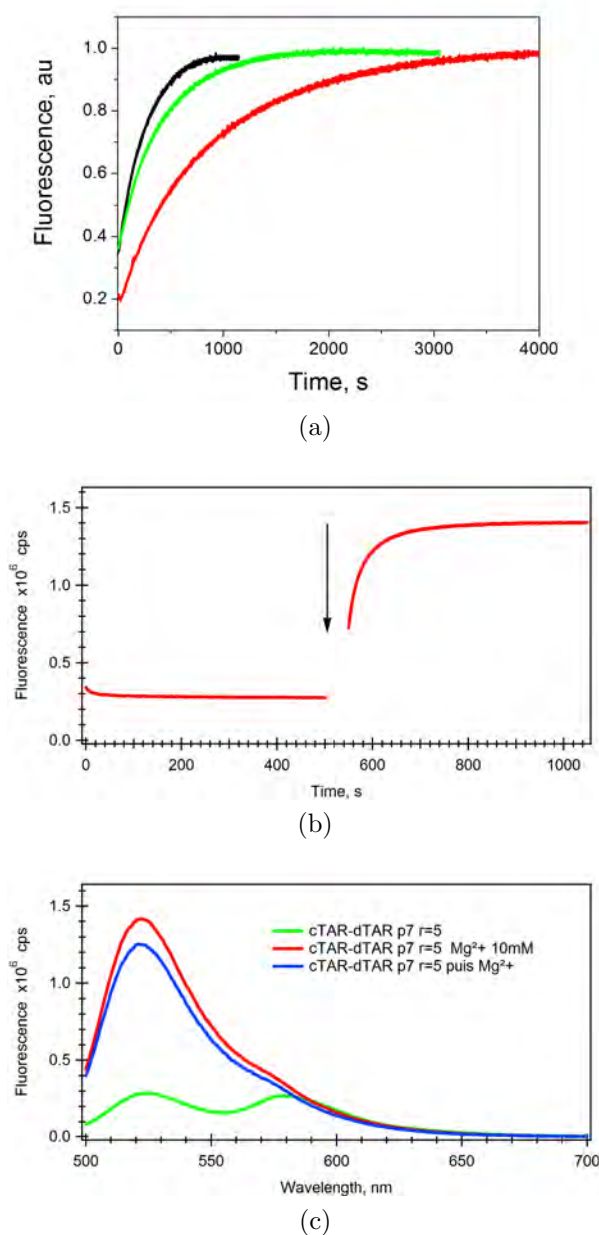 Fluorescence, au
1.0
0.8
0.6
0.4
0.2
0
1000
2000
3000
4000
Time, s
(a)
Fluorescence x10⁶ cps
1.5
1.0
0.5
0.0
0
200
400
600
800
1000
Time, s
(b)
Fluorescence x10⁶ cps
1.5
1.0
0.5
0.0
cTAR-dTAR p7 r=5
cTAR-dTAR p7 r=5 Mg²⁺ 10mM
cTAR-dTAR p7 r=5 puis Mg²⁺
500
550
600
650
700
Wavelength, nm
(c)